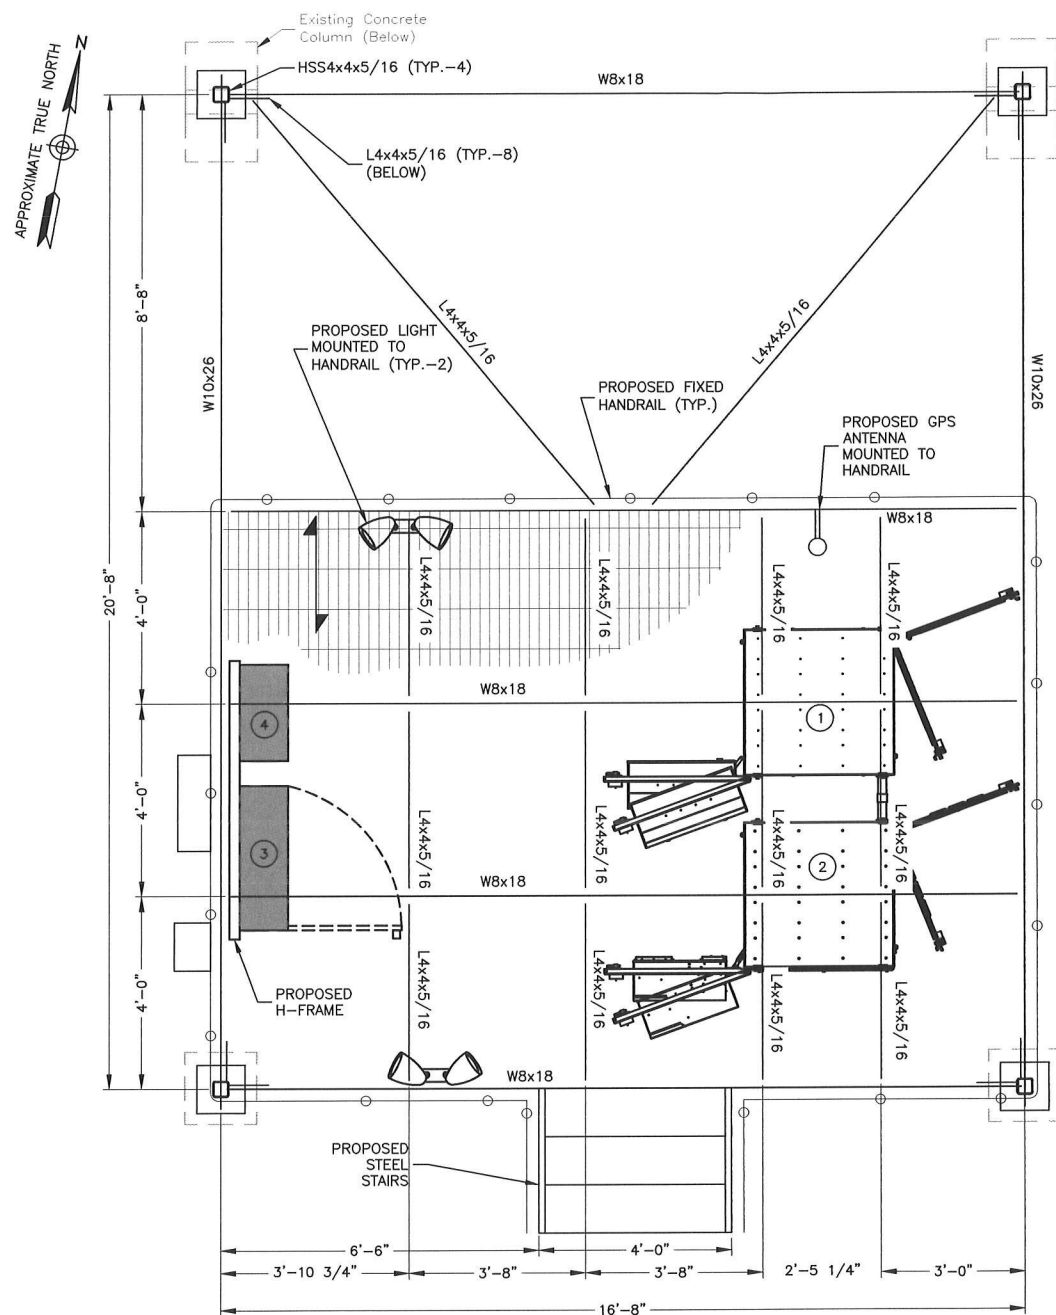 Existing Concrete
Column (Below)
HSS4x4x5/16 (TYP.-4)
W8x18
N
APPROXIMATE TRUE NORTH
L4x4x5/16 (TYP.-8)
(BELOW)
8'-8"
L4x4x5/16
L4x4x5/16
PROPOSED LIGHT
MOUNTED TO
HANDRAIL (TYP.-2)
W10x26
W10x26
PROPOSED FIXED
HANDRAIL (TYP.)
PROPOSED GPS
ANTENNA
MOUNTED TO
HANDRAIL
W8x18
20'-8"
4'-0"
L4x4x5/16
L4x4x5/16
L4x4x5/16
L4x4x5/16
W8x18
4
1
4'-0"
L4x4x5/16
L4x4x5/16
L4x4x5/16
L4x4x5/16
3
2
W8x18
4'-0"
L4x4x5/16
L4x4x5/16
L4x4x5/16
L4x4x5/16
PROPOSED
H-FRAME
W8x18
PROPOSED
STEEL
STAIRS
6'-6"
4'-0"
3'-10 3/4"
3'-8"
3'-8"
2'-5 1/4"
3'-0"
16'-8"